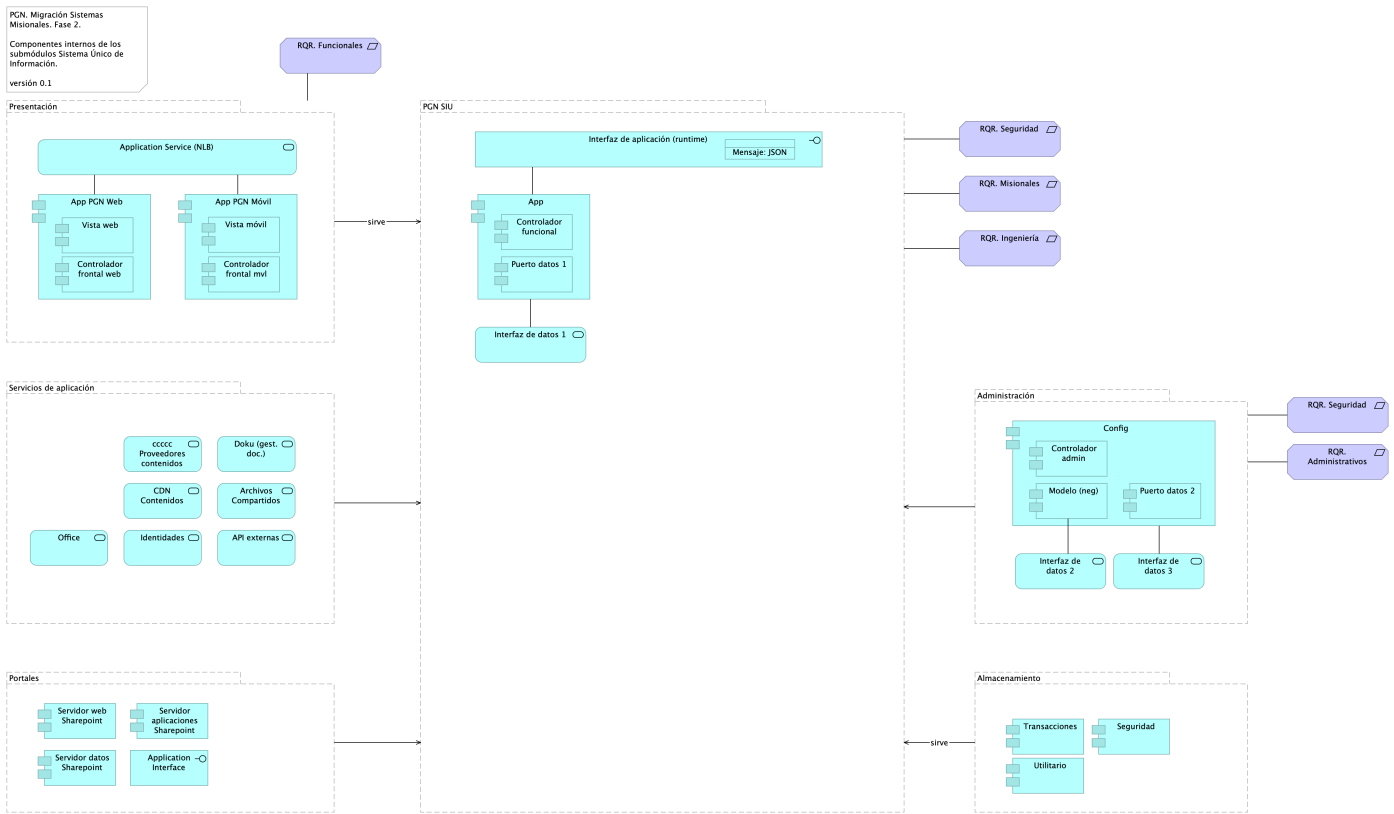 PGN. Migración Sistemas
Misionales. Fase 2.
Componentes internos de los
submódulos Sistema Único de
Información.
versión 0.1
RQR. Funcionales
Presentación
Application Service (NLB)
App PGN Web
Vista web
Controlador
frontal web
App PGN Móvil
Vista móvil
Controlador
frontal mvl
sirve
PGN SIU
Interfaz de aplicación (runtime)
Mensaje: JSON
App
Controlador
funcional
Puerto datos 1
Interfaz de datos 1
RQR. Seguridad
RQR. Misionales
RQR. Ingeniería
Servicios de aplicación
ccccc
Proveedores
contenidos
Doku (gest.
doc.)
CDN
Contenidos
Archivos
Compartidos
Office
Identidades
API externas
Administración
Config
Controlador
admin
Modelo (neg)
Puerto datos 2
Interfaz de
datos 2
Interfaz de
datos 3
RQR. Seguridad
RQR.
Administrativos
Portales
Servidor web
Sharepoint
Servidor
aplicaciones
Sharepoint
Servidor datos
Sharepoint
Application
Interface
sirve
Almacenamiento
Transacciones
Seguridad
Utilitario